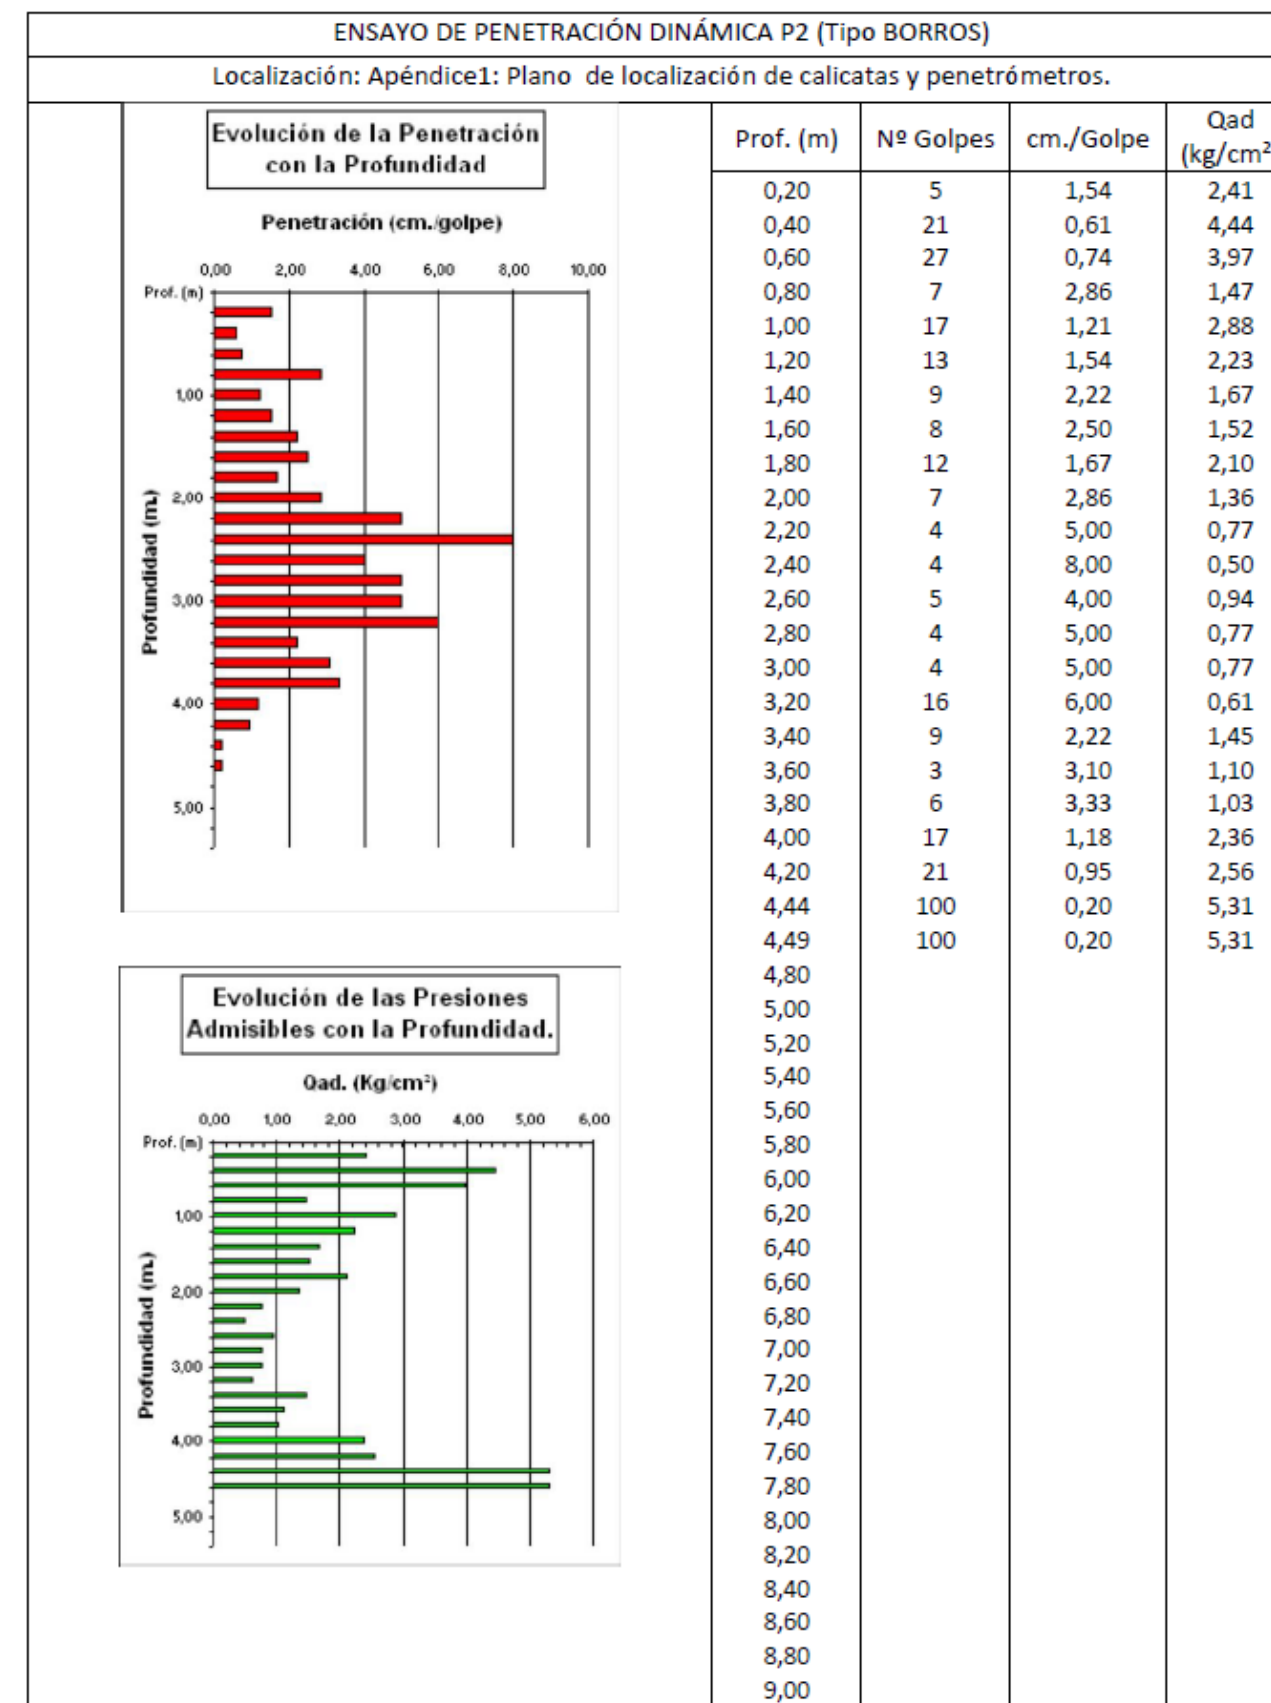 ENSAYO DE PENETRACIÓN DINÁMICA P2 (Tipo BORROS)
Localización: Apéndice1: Plano de localización de calicatas y penetrómetros.
Evolución de la Penetración
con la Profundidad
Penetración (cm./golpe)
0,00 2,00 4,00 6,00 8,00 10,00
Prof. (m)
1,00
2,00
3,00
4,00
5,00
Profundidad (m.)
Evolución de las Presiones
Admisibles con la Profundidad.
Qad. (Kg/cm²)
0,00 1,00 2,00 3,00 4,00 5,00 6,00
Prof. (m)
1,00
2,00
3,00
4,00
5,00
Profundidad (m.)
Prof. (m) Nº Golpes cm./Golpe Qad
(kg/cm²
0,20 5 1,54 2,41
0,40 21 0,61 4,44
0,60 27 0,74 3,97
0,80 7 2,86 1,47
1,00 17 1,21 2,88
1,20 13 1,54 2,23
1,40 9 2,22 1,67
1,60 8 2,50 1,52
1,80 12 1,67 2,10
2,00 7 2,86 1,36
2,20 4 5,00 0,77
2,40 4 8,00 0,50
2,60 5 4,00 0,94
2,80 4 5,00 0,77
3,00 4 5,00 0,77
3,20 16 6,00 0,61
3,40 9 2,22 1,45
3,60 3 3,10 1,10
3,80 6 3,33 1,03
4,00 17 1,18 2,36
4,20 21 0,95 2,56
4,44 100 0,20 5,31
4,49 100 0,20 5,31
4,80
5,00
5,20
5,40
5,60
5,80
6,00
6,20
6,40
6,60
6,80
7,00
7,20
7,40
7,60
7,80
8,00
8,20
8,40
8,60
8,80
9,00